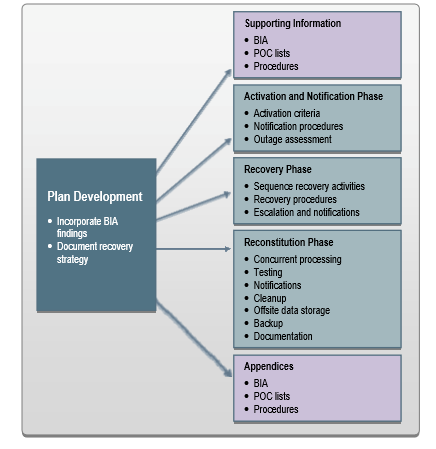 Supporting Information
• BIA
• POC lists
• Procedures
Activation and Notification Phase
• Activation criteria
• Notification procedures
• Outage assessment
Plan Development
• Incorporate BIA
findings
• Document recovery
strategy
Recovery Phase
• Sequence recovery activities
• Recovery procedures
• Escalation and notifications
Reconstitution Phase
• Concurrent processing
• Testing
• Notifications
• Cleanup
• Offsite data storage
• Backup
• Documentation
Appendices
• BIA
• POC lists
• Procedures